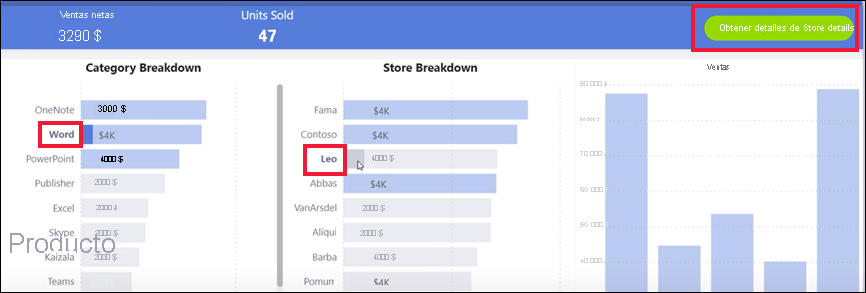 Ventas netas
3290 $
Units Sold
47
Obtener detalles de Store details
Category Breakdown
OneNote 3000 $
Word $4K
PowerPoint 4000 $
Publisher 2000 $
Excel 2000 $
Skype 2000 $
Producto
Kaizala 2000 $
Teams
Store Breakdown
Fama $4K
Contoso $4K
Leo 4000 $
Abbas $4K
VanArsdel 2000 $
Aliqui 2000 $
Barba 4000 $
Pomum $4K
Ventas
90 000 $
70 000 $
60 000 $
50 000 $
40 000 $